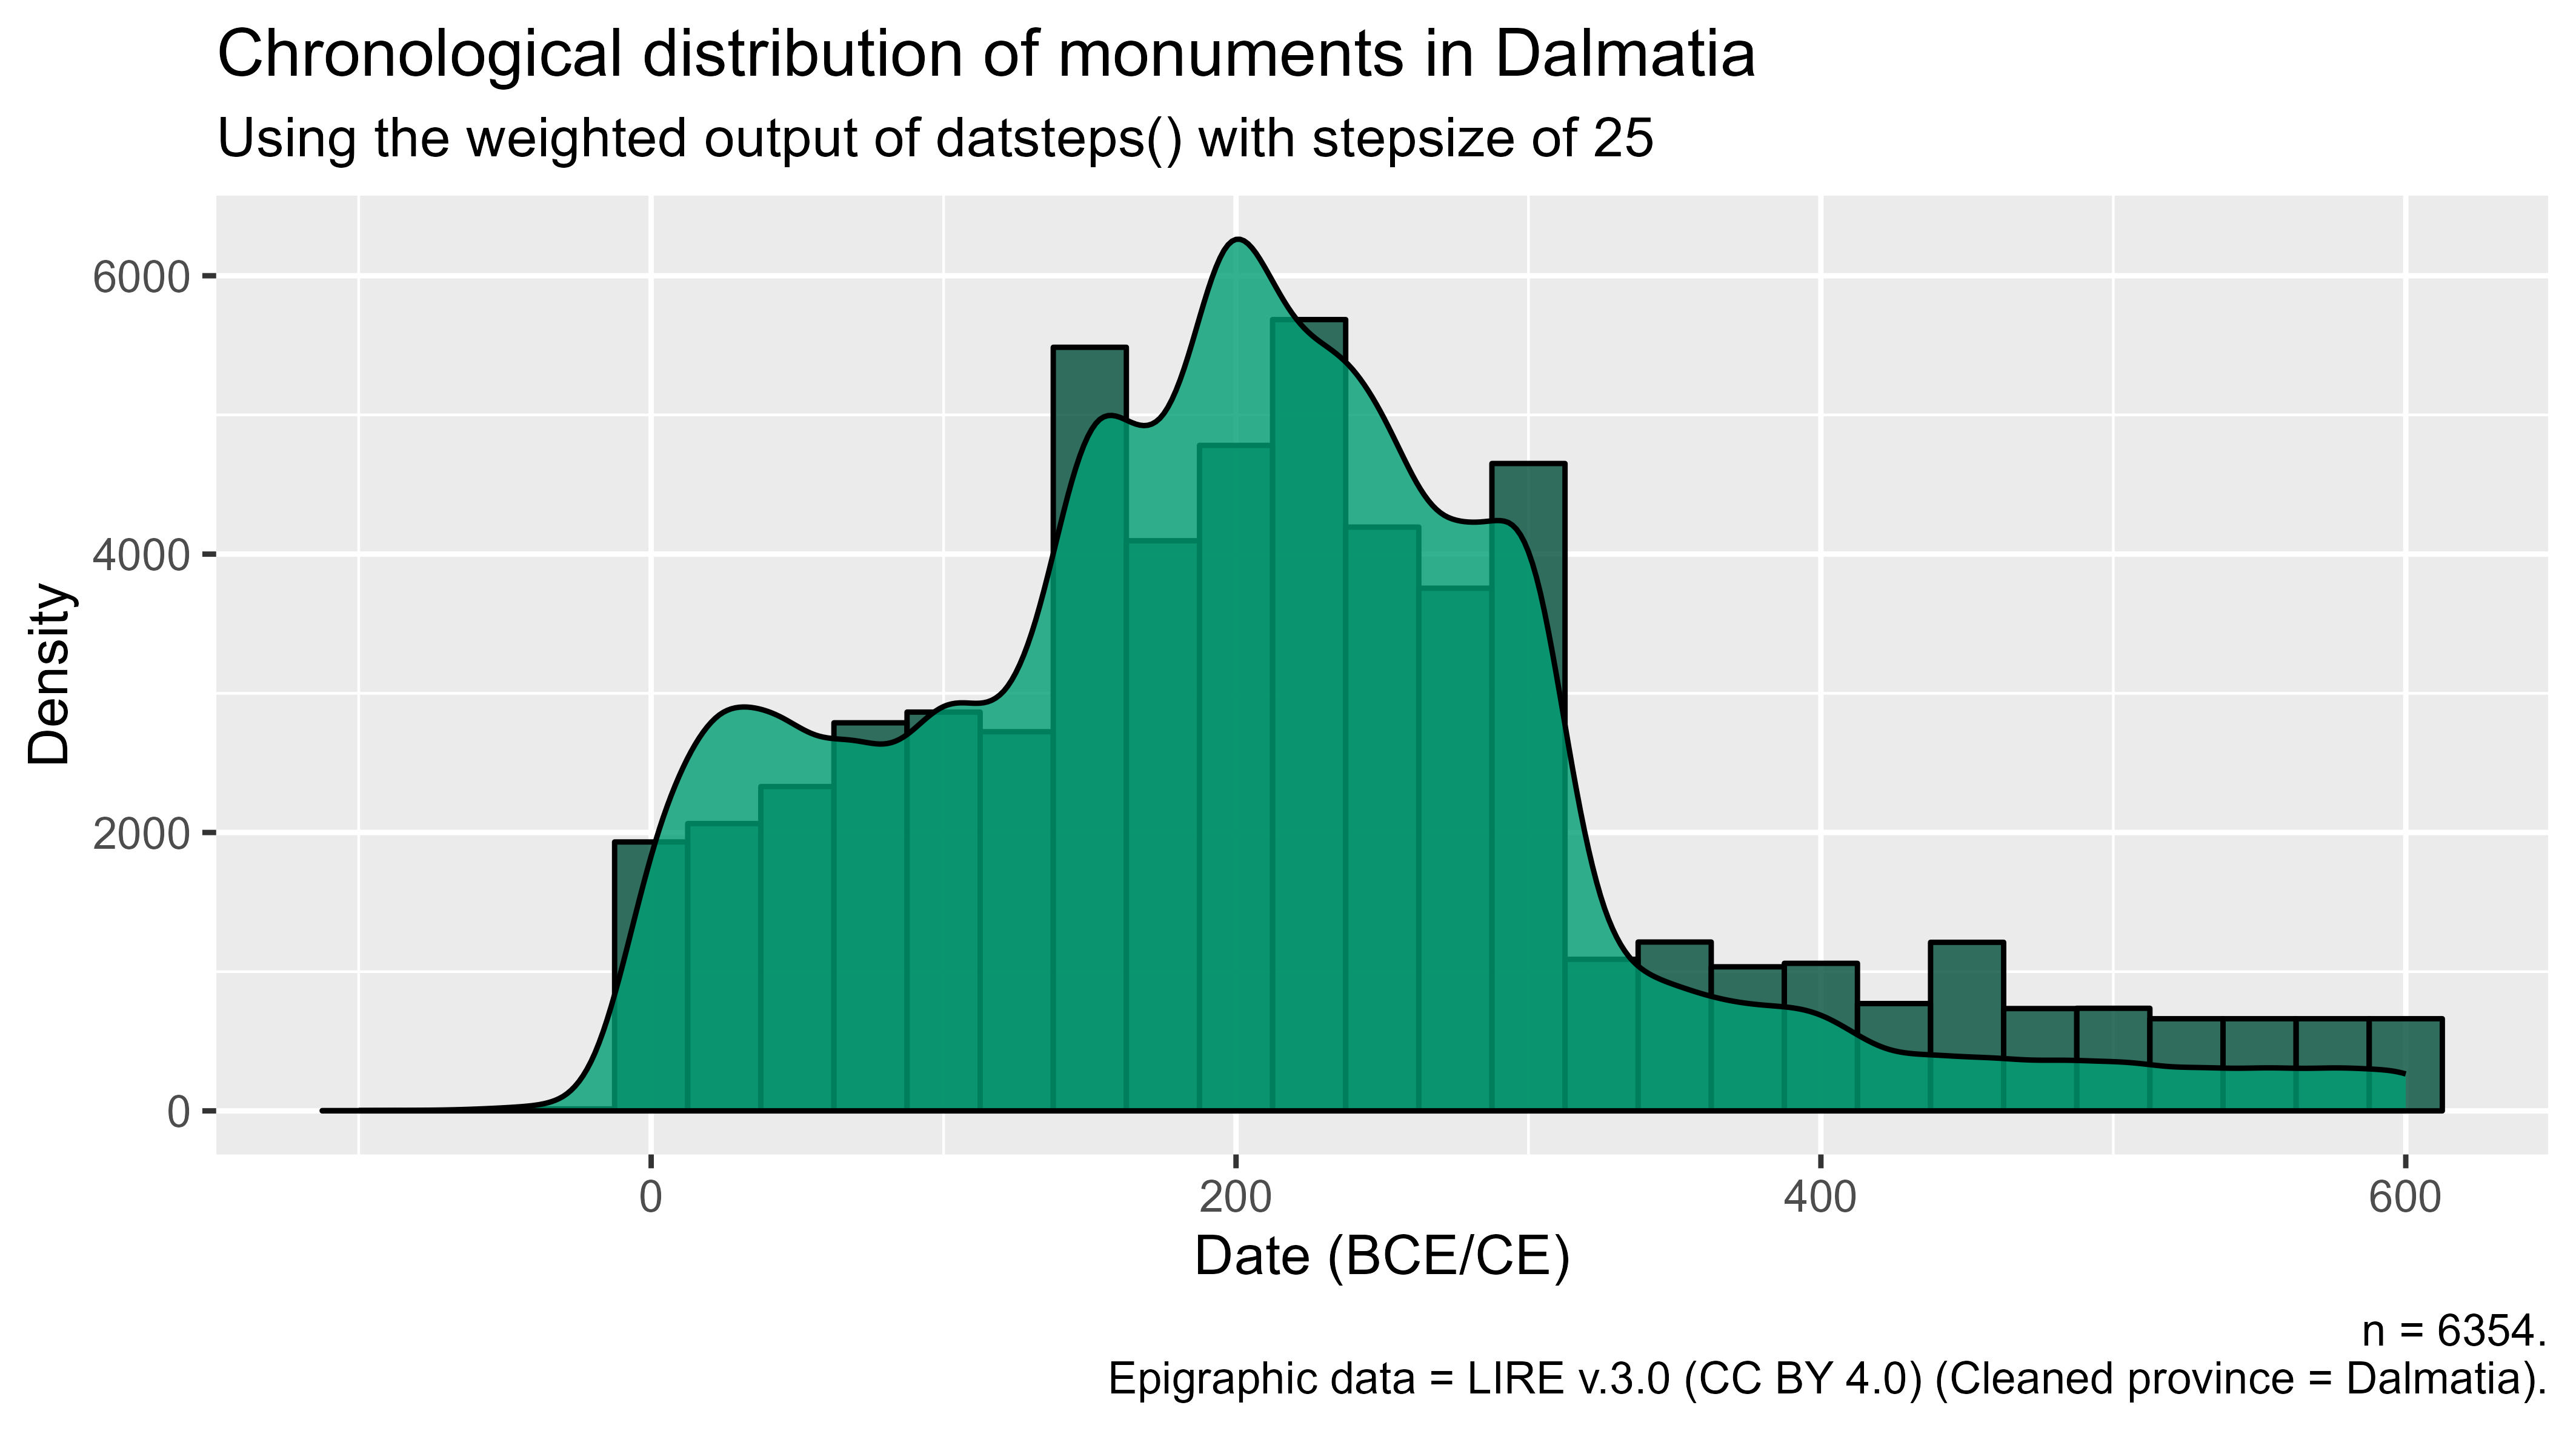 Chronological distribution of monuments in Dalmatia
Using the weighted output of datsteps() with stepsize of 25
Density
6000
4000
2000
0
0 200 400 600
Date (BCE/CE)
n = 6354.
Epigraphic data = LIRE v.3.0 (CC BY 4.0) (Cleaned province = Dalmatia).